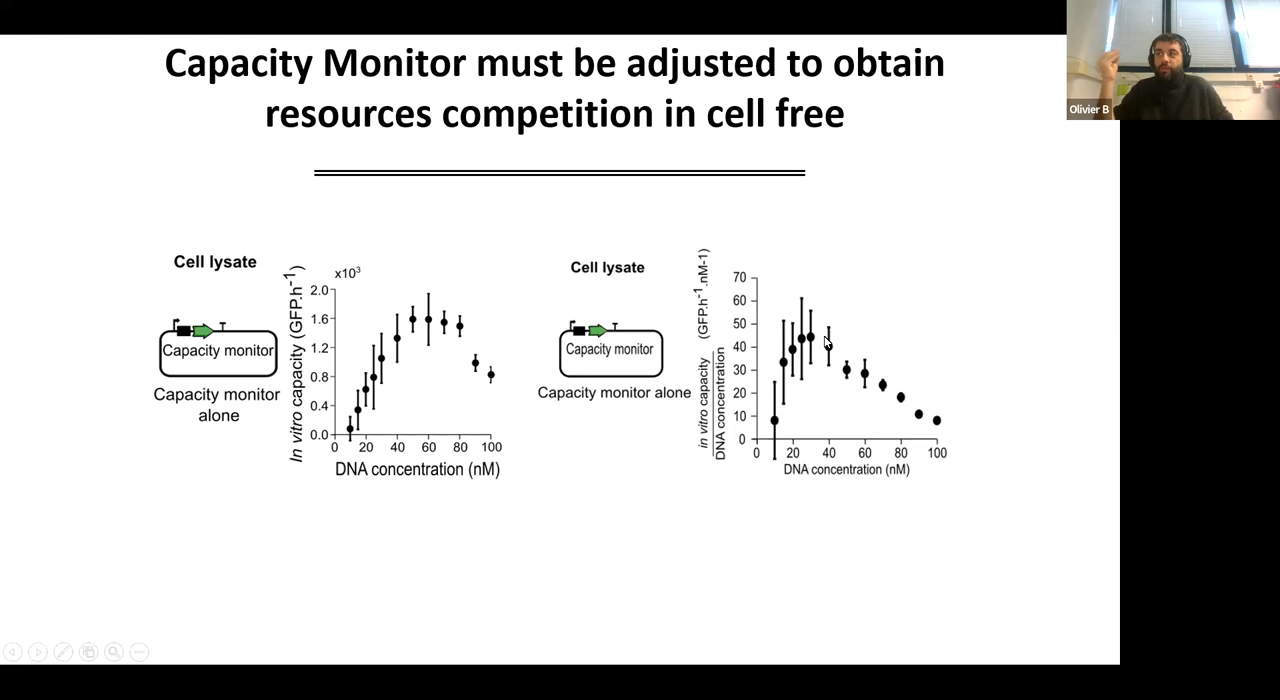 Capacity Monitor must be adjusted to obtain
resources competition in cell free
Olivier B
Cell lysate
Capacity monitor
Capacity monitor
alone
In vitro capacity (GFP.h-1)
x10³
2.0
1.6
1.2
0.8
0.4
0.0
0 20 40 60 80 100
DNA concentration (nM)
Cell lysate
Capacity monitor
Capacity monitor alone
in vitro capacity
DNA concentration
(GFP.h-1.nM-1)
70
60
50
40
30
20
10
0
0 20 40 60 80 100
DNA concentration (nM)